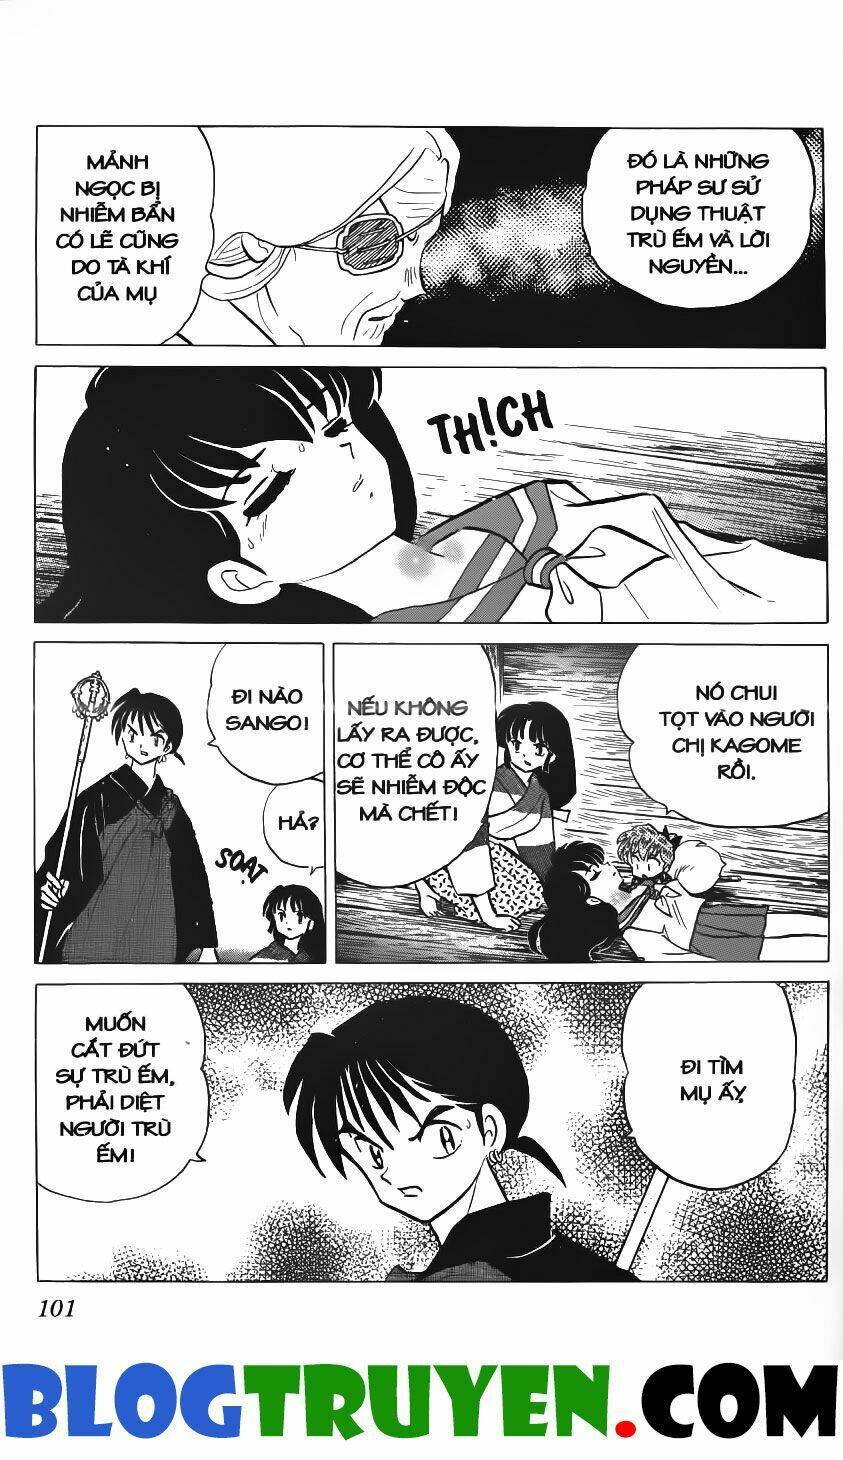 ĐÓ LÀ NHỮNG
PHÁP SƯ SỬ
DỤNG THUẬT
TRÙ ẾM VÀ LỜI
NGUYỀN...
MẢNH
NGỌC BỊ
NHIỄM BẨN
CÓ LẼ CŨNG
DO TÀ KHÍ
CỦA MỤ
THỊCH
NÓ CHUI
TỌT VÀO NGƯỜI
CHỊ KAGOME
RỒI.
NẾU KHÔNG
LẤY RA ĐƯỢC,
CƠ THỂ CÔ ẤY
SẼ NHIỄM ĐỘC
MÀ CHẾT!
ĐI NÀO
SANGO!
HẢ?
SOẠT
ĐI TÌM
MỤ ẤY.
MUỐN
CẮT ĐỨT
SỰ TRÙ ẾM,
PHẢI DIỆT
NGƯỜI TRÙ
ẾM!
101
BLOGTRUYEN.COM